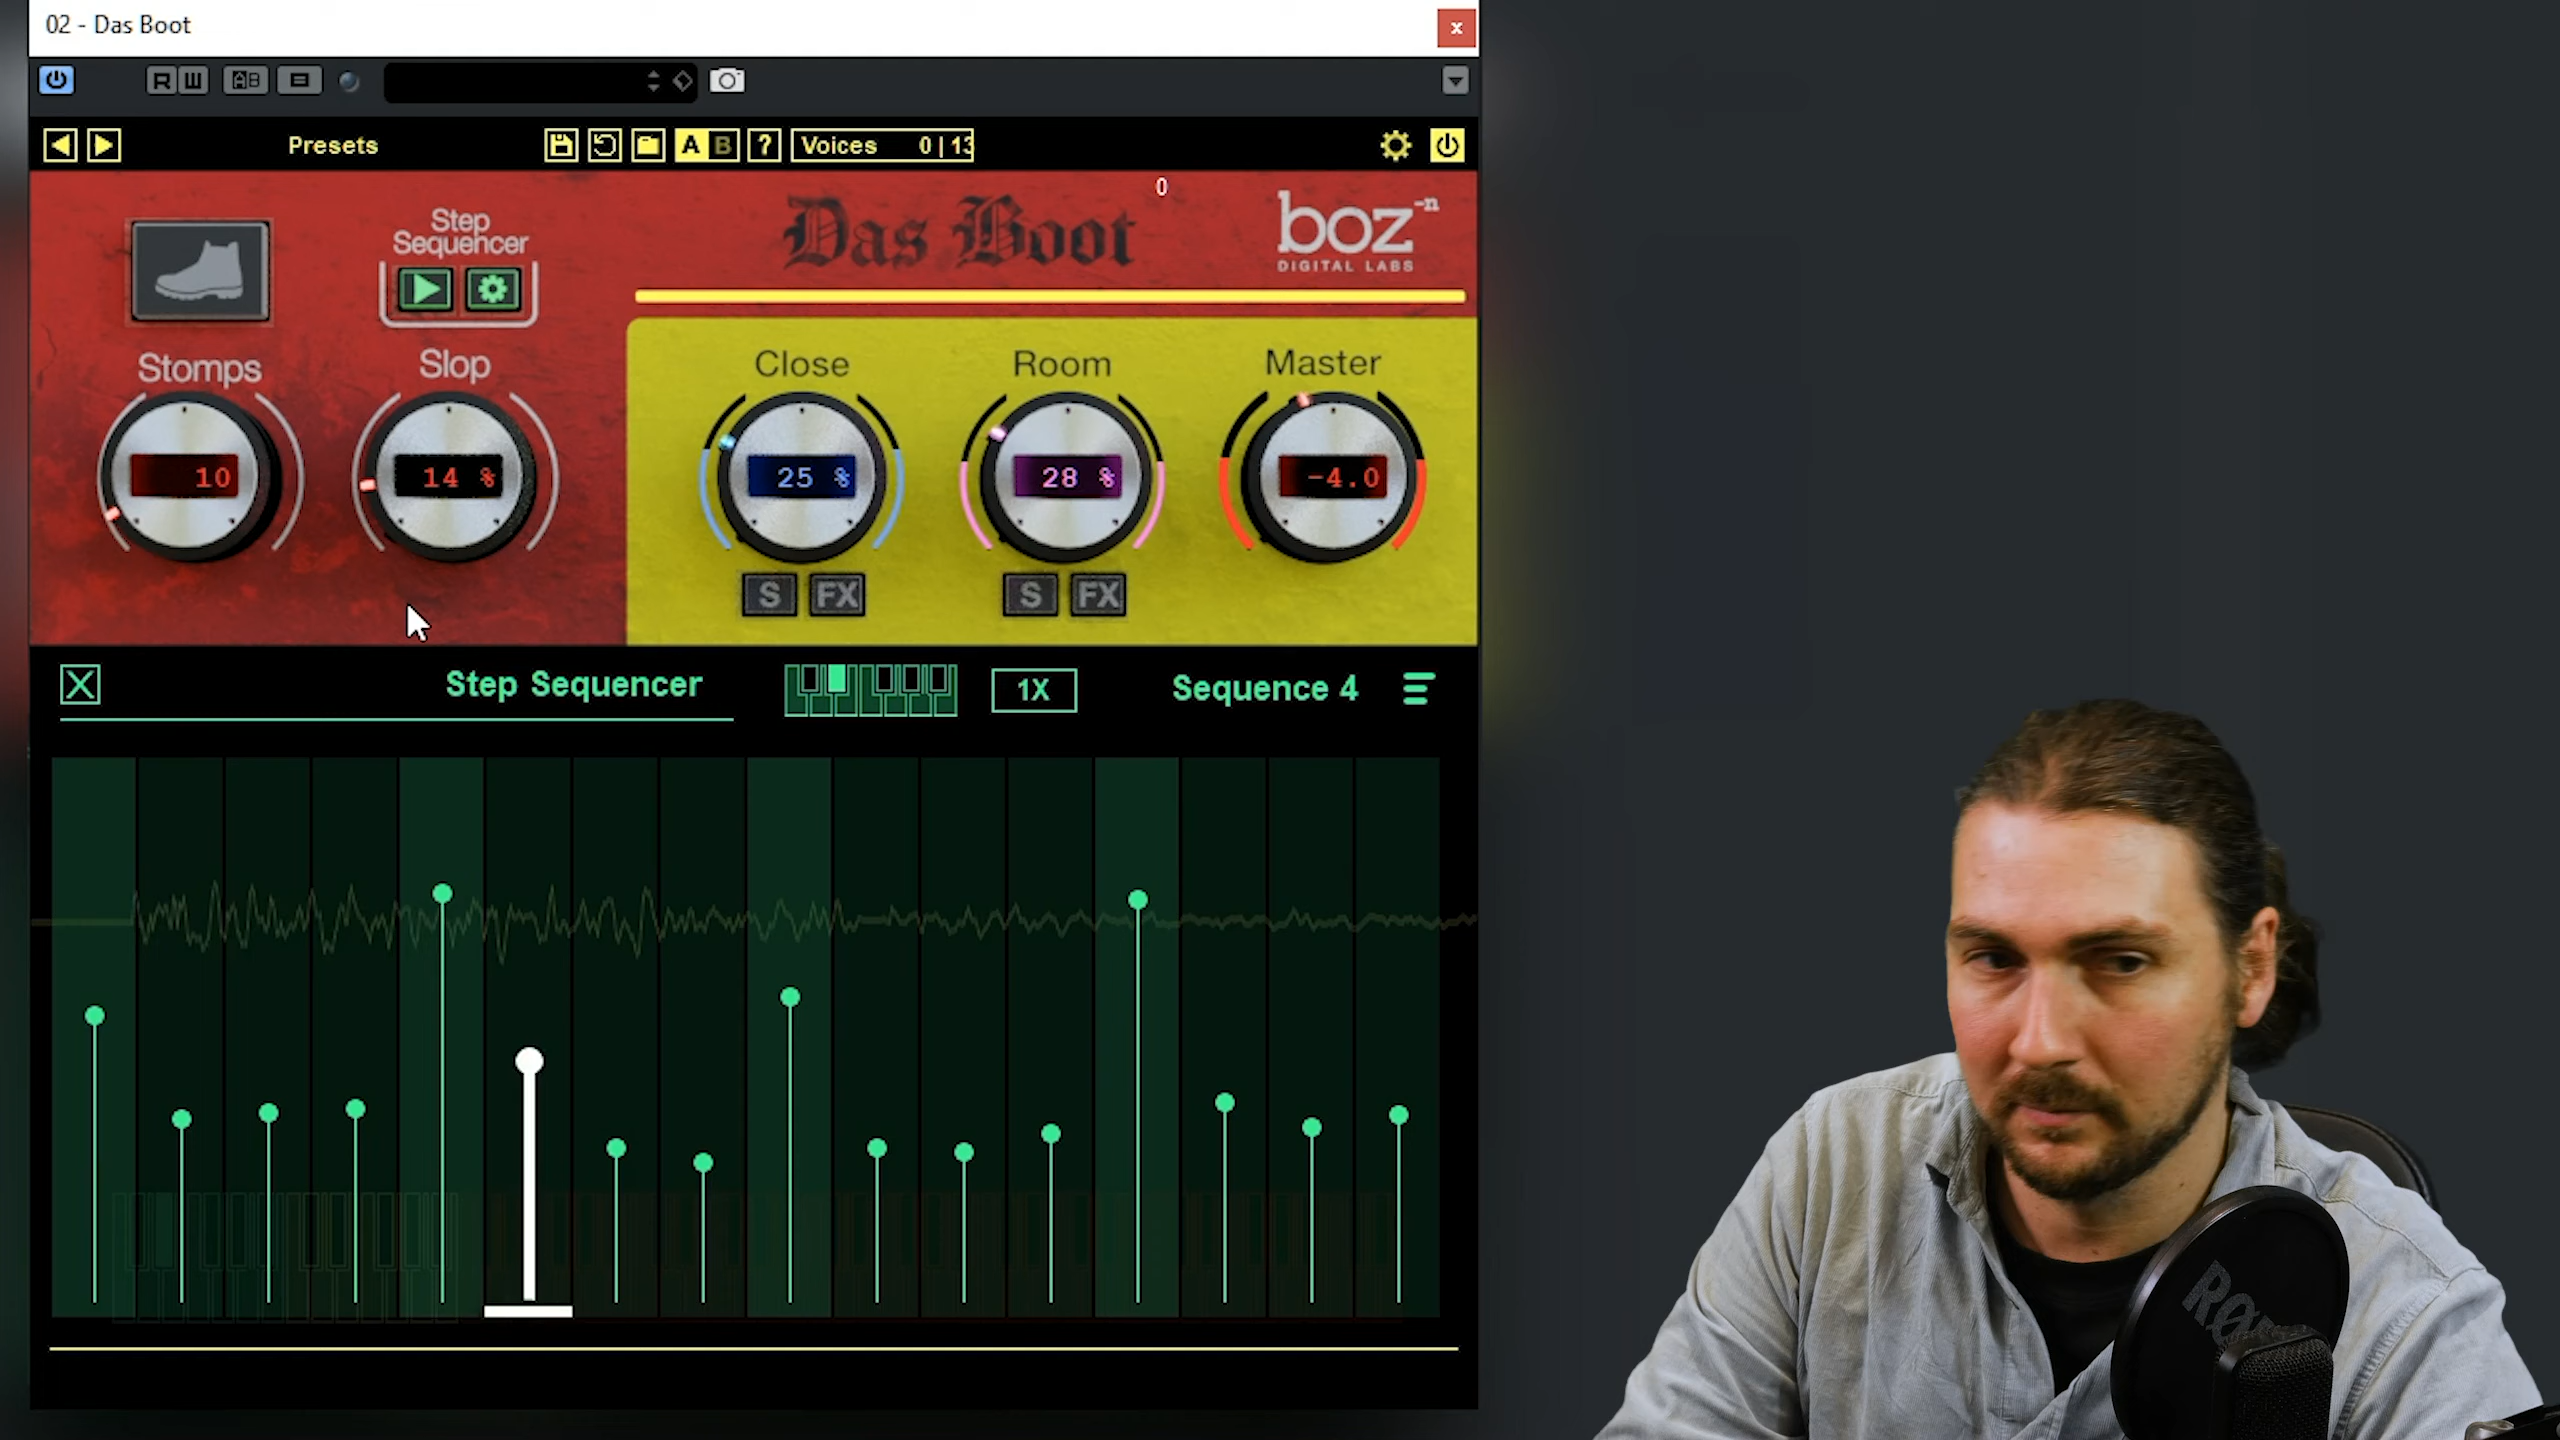 02 - Das Boot
x
R W AB
Presets
A B ? Voices 0 | 13
0
Step
Sequencer
Das Boot
boz-n
DIGITAL LABS
Stomps
Slop
Close
Room
Master
10
14 %
25 %
28 %
-4.0
S FX
S FX
X
Step Sequencer
1X
Sequence 4